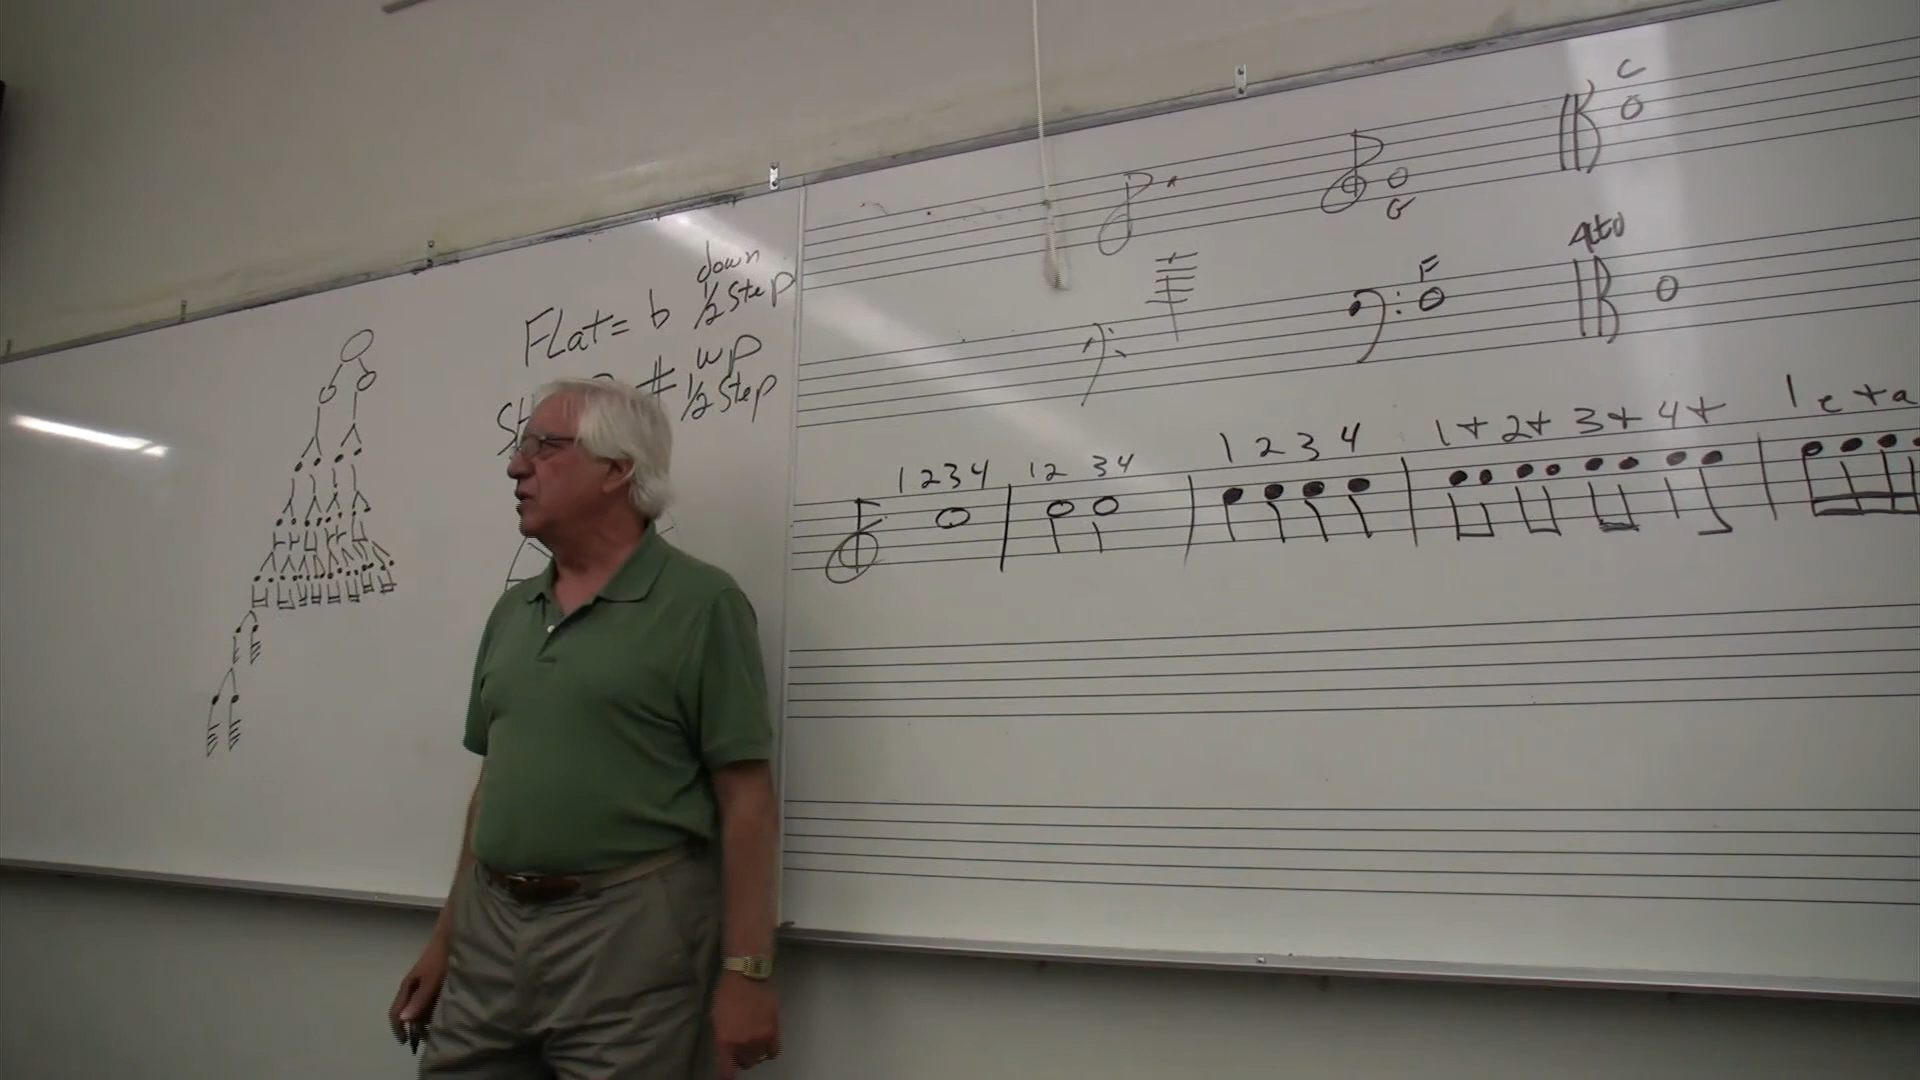 FLat = b down 1/2 step
# up 1/2 step
G
C
F
Alto
1 2 3 4 1 2 3 4 1 2 3 4 1 + 2 + 3 + 4 + 1 e + a